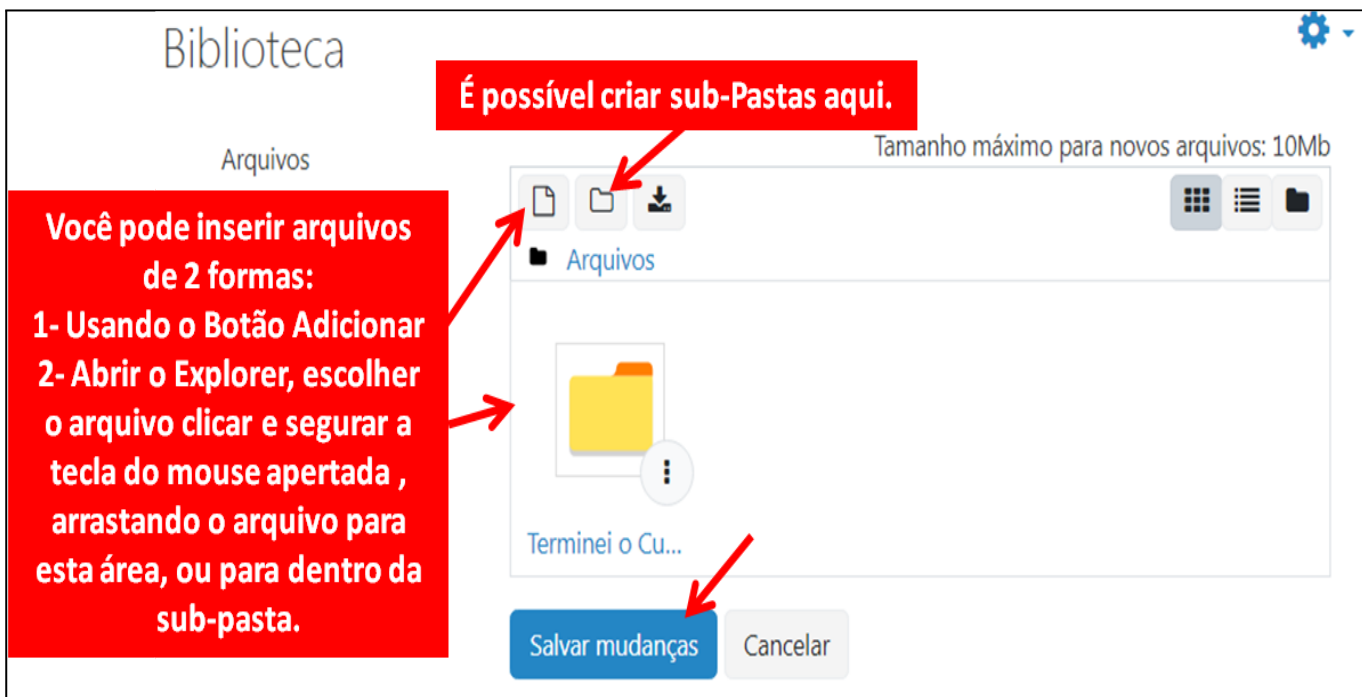 Biblioteca
É possível criar sub-Pastas aqui.
Tamanho máximo para novos arquivos: 10Mb
Arquivos
Você pode inserir arquivos
de 2 formas:
1- Usando o Botão Adicionar
2- Abrir o Explorer, escolher
o arquivo clicar e segurar a
tecla do mouse apertada ,
arrastando o arquivo para
esta área, ou para dentro da
sub-pasta.
Arquivos
Terminei o Cu...
Salvar mudanças
Cancelar